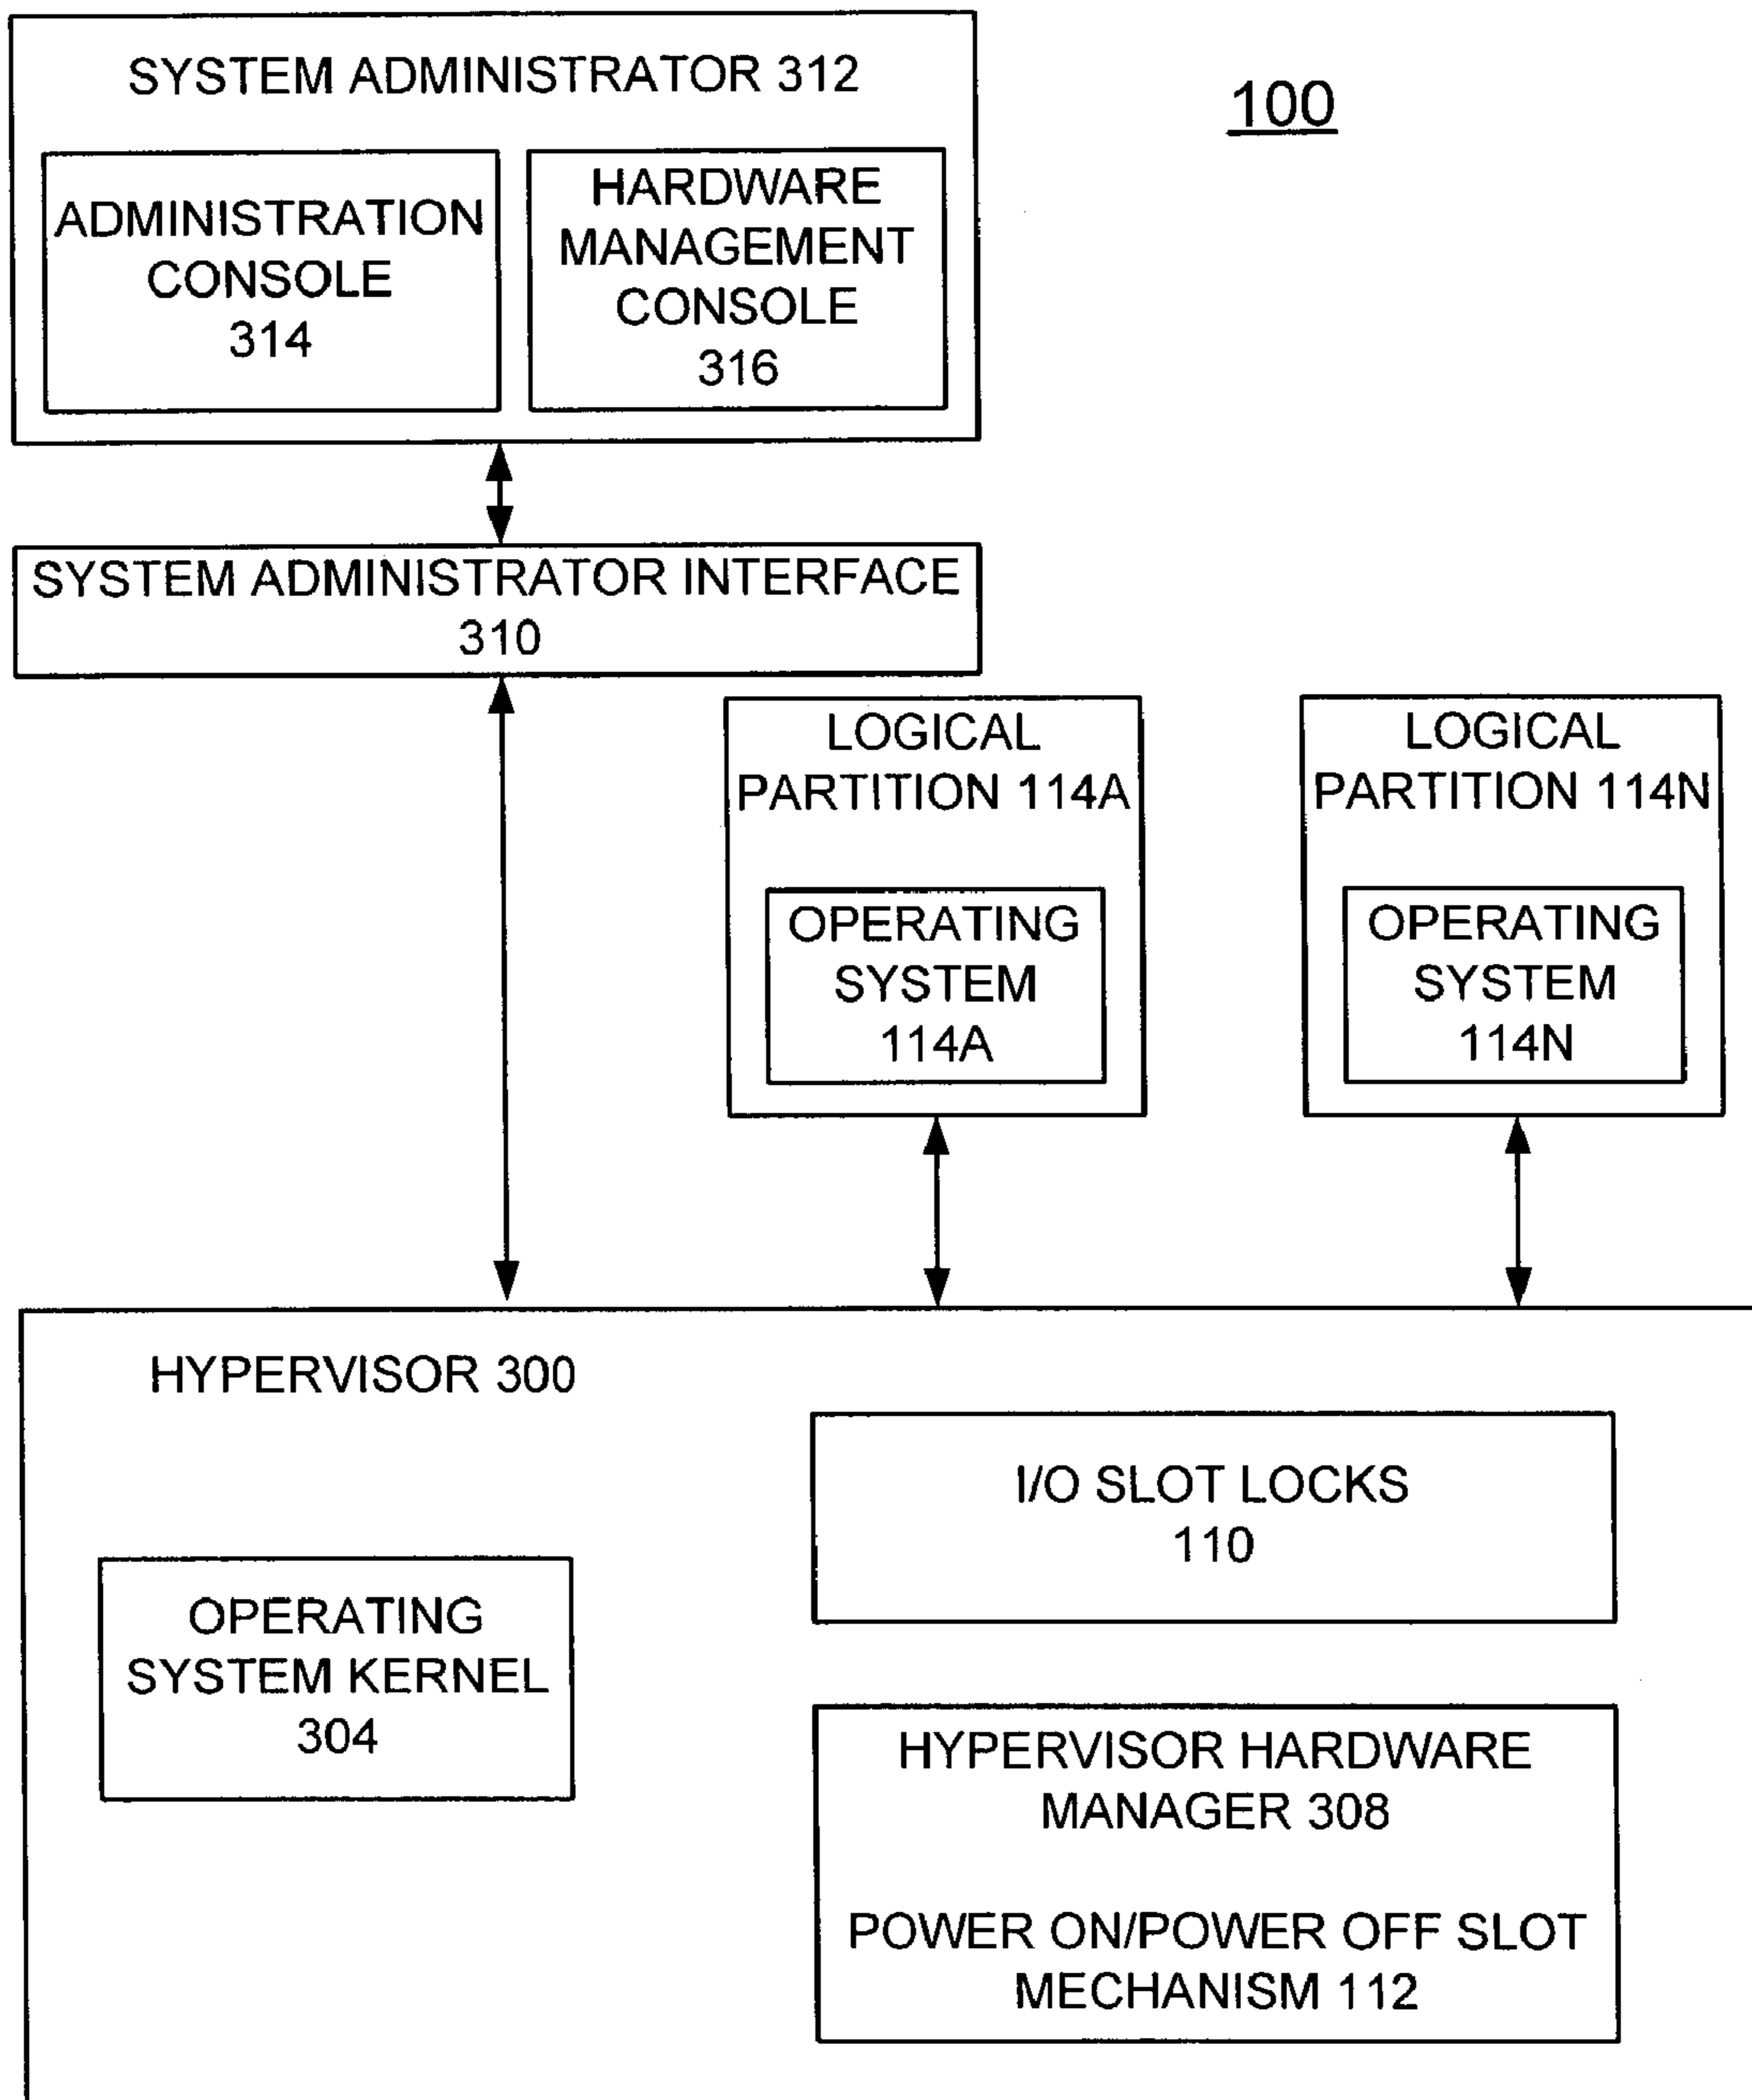 SYSTEM ADMINISTRATOR 312
100
ADMINISTRATION
CONSOLE
314
HARDWARE
MANAGEMENT
CONSOLE
316
SYSTEM ADMINISTRATOR INTERFACE
310
LOGICAL
PARTITION 114A
OPERATING
SYSTEM
114A
LOGICAL
PARTITION 114N
OPERATING
SYSTEM
114N
HYPERVISOR 300
I/O SLOT LOCKS
110
OPERATING
SYSTEM KERNEL
304
HYPERVISOR HARDWARE
MANAGER 308
POWER ON/POWER OFF SLOT
MECHANISM 112